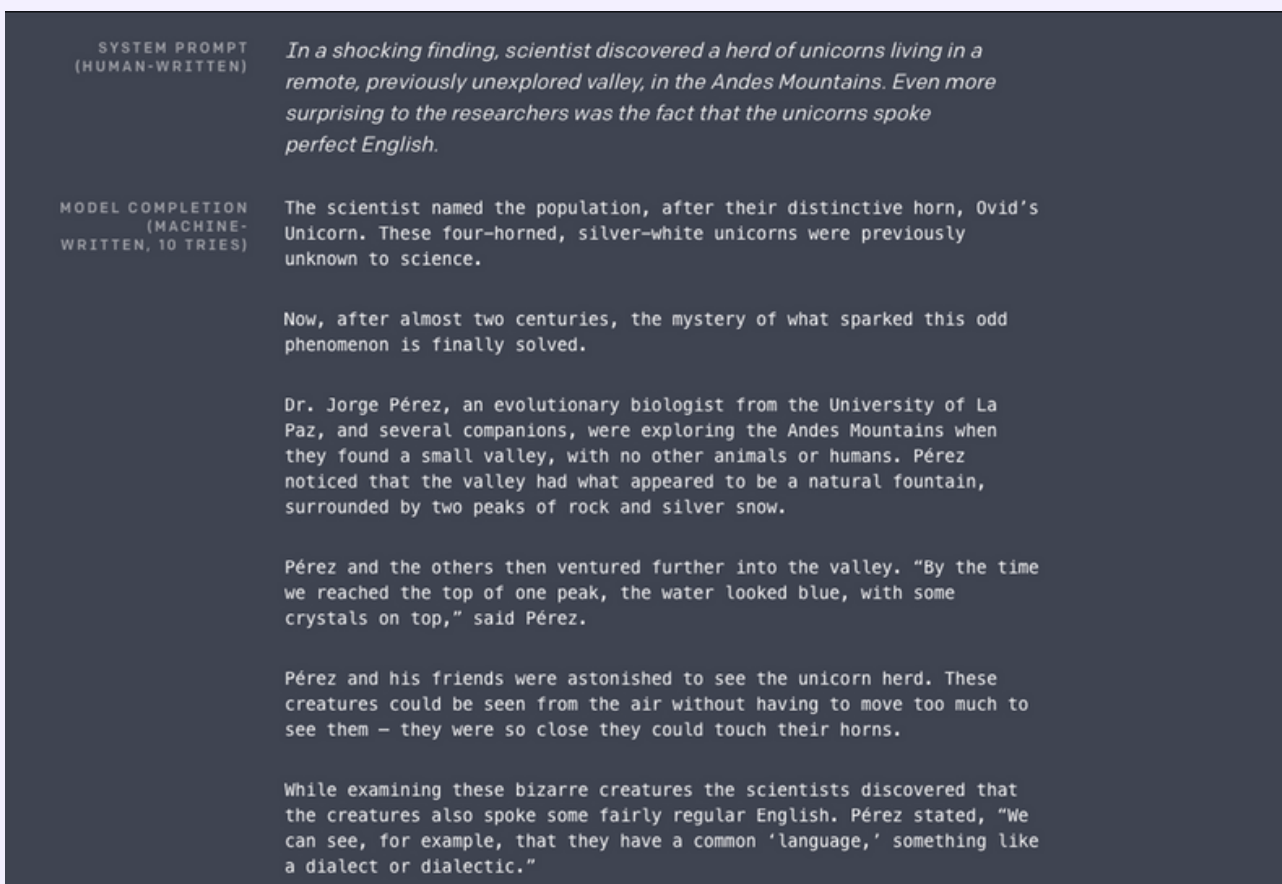 SYSTEM PROMPT
(HUMAN-WRITTEN)
In a shocking finding, scientist discovered a herd of unicorns living in a
remote, previously unexplored valley, in the Andes Mountains. Even more
surprising to the researchers was the fact that the unicorns spoke
perfect English.
MODEL COMPLETION
(MACHINE-
WRITTEN, 10 TRIES)
The scientist named the population, after their distinctive horn, Ovid’s
Unicorn. These four-horned, silver-white unicorns were previously
unknown to science.
Now, after almost two centuries, the mystery of what sparked this odd
phenomenon is finally solved.
Dr. Jorge Pérez, an evolutionary biologist from the University of La
Paz, and several companions, were exploring the Andes Mountains when
they found a small valley, with no other animals or humans. Pérez
noticed that the valley had what appeared to be a natural fountain,
surrounded by two peaks of rock and silver snow.
Pérez and the others then ventured further into the valley. “By the time
we reached the top of one peak, the water looked blue, with some
crystals on top,” said Pérez.
Pérez and his friends were astonished to see the unicorn herd. These
creatures could be seen from the air without having to move too much to
see them – they were so close they could touch their horns.
While examining these bizarre creatures the scientists discovered that
the creatures also spoke some fairly regular English. Pérez stated, “We
can see, for example, that they have a common ‘language,’ something like
a dialect or dialectic.”